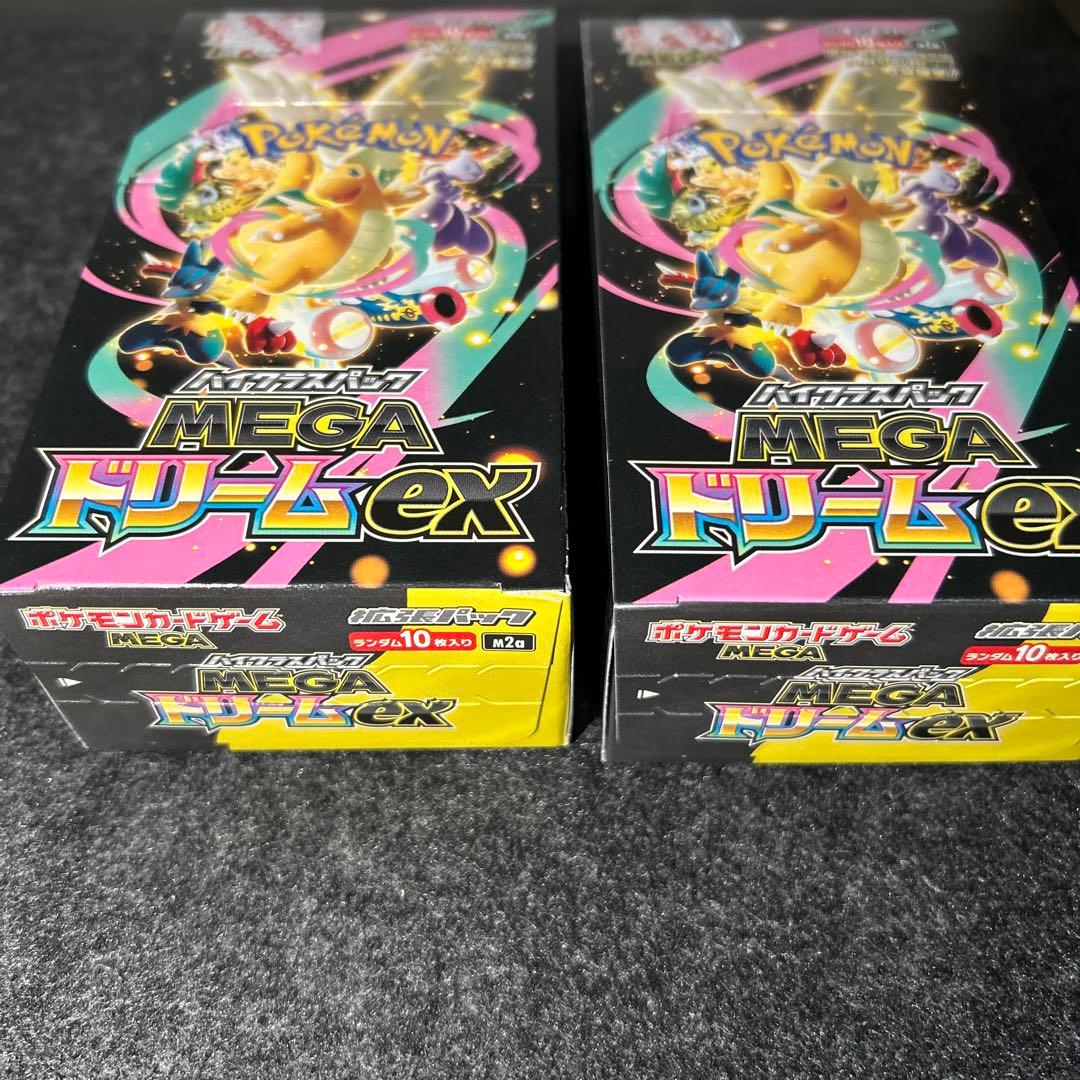 POKéMON
ハイクラスパック
MEGA
ドリームex
ポケモンカードゲーム
MEGA
拡張パック
ランダム10枚入り
M2a
ハイクラスパック
MEGA
ドリームex
POKéMON
ハイクラスパック
MEGA
ドリームex
ポケモンカードゲーム
MEGA
拡張パック
ランダム10枚入り
ハイクラスパック
MEGA
ドリームex